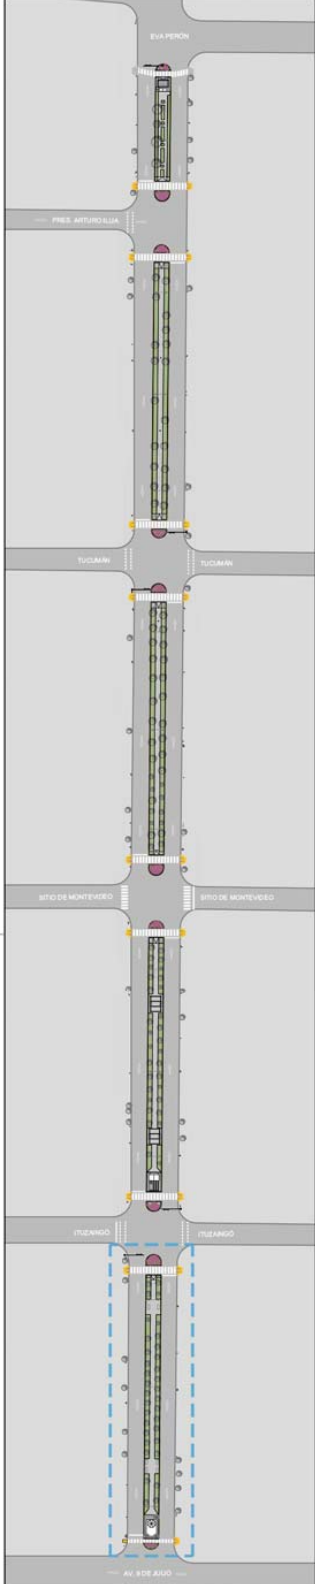 EVA PERÓN
PRES. ARTURO ILLIA
TUCUMÁN
TUCUMÁN
SITIO DE MONTEVIDEO
SITIO DE MONTEVIDEO
ITUZAINGÓ
ITUZAINGÓ
AV. 9 DE JULIO